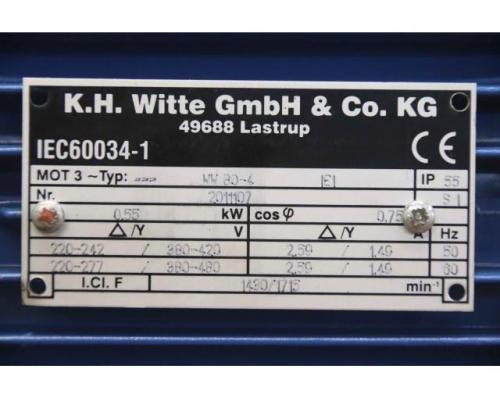 K.H. Witte GmbH & Co. KG
49688 Lastrup
IEC60034-1 CE
MOT 3 ~ Typ: WW 80-4 IE1 IP 55
Nr. 2011107 S 1
0.55 kW cos φ 0.75
△/Y V △/Y A Hz
220-242 / 380-420 2.59 / 1.49 50
220-277 / 380-480 2.59 / 1.49 60
I.Cl. F 1430/1715 min⁻¹